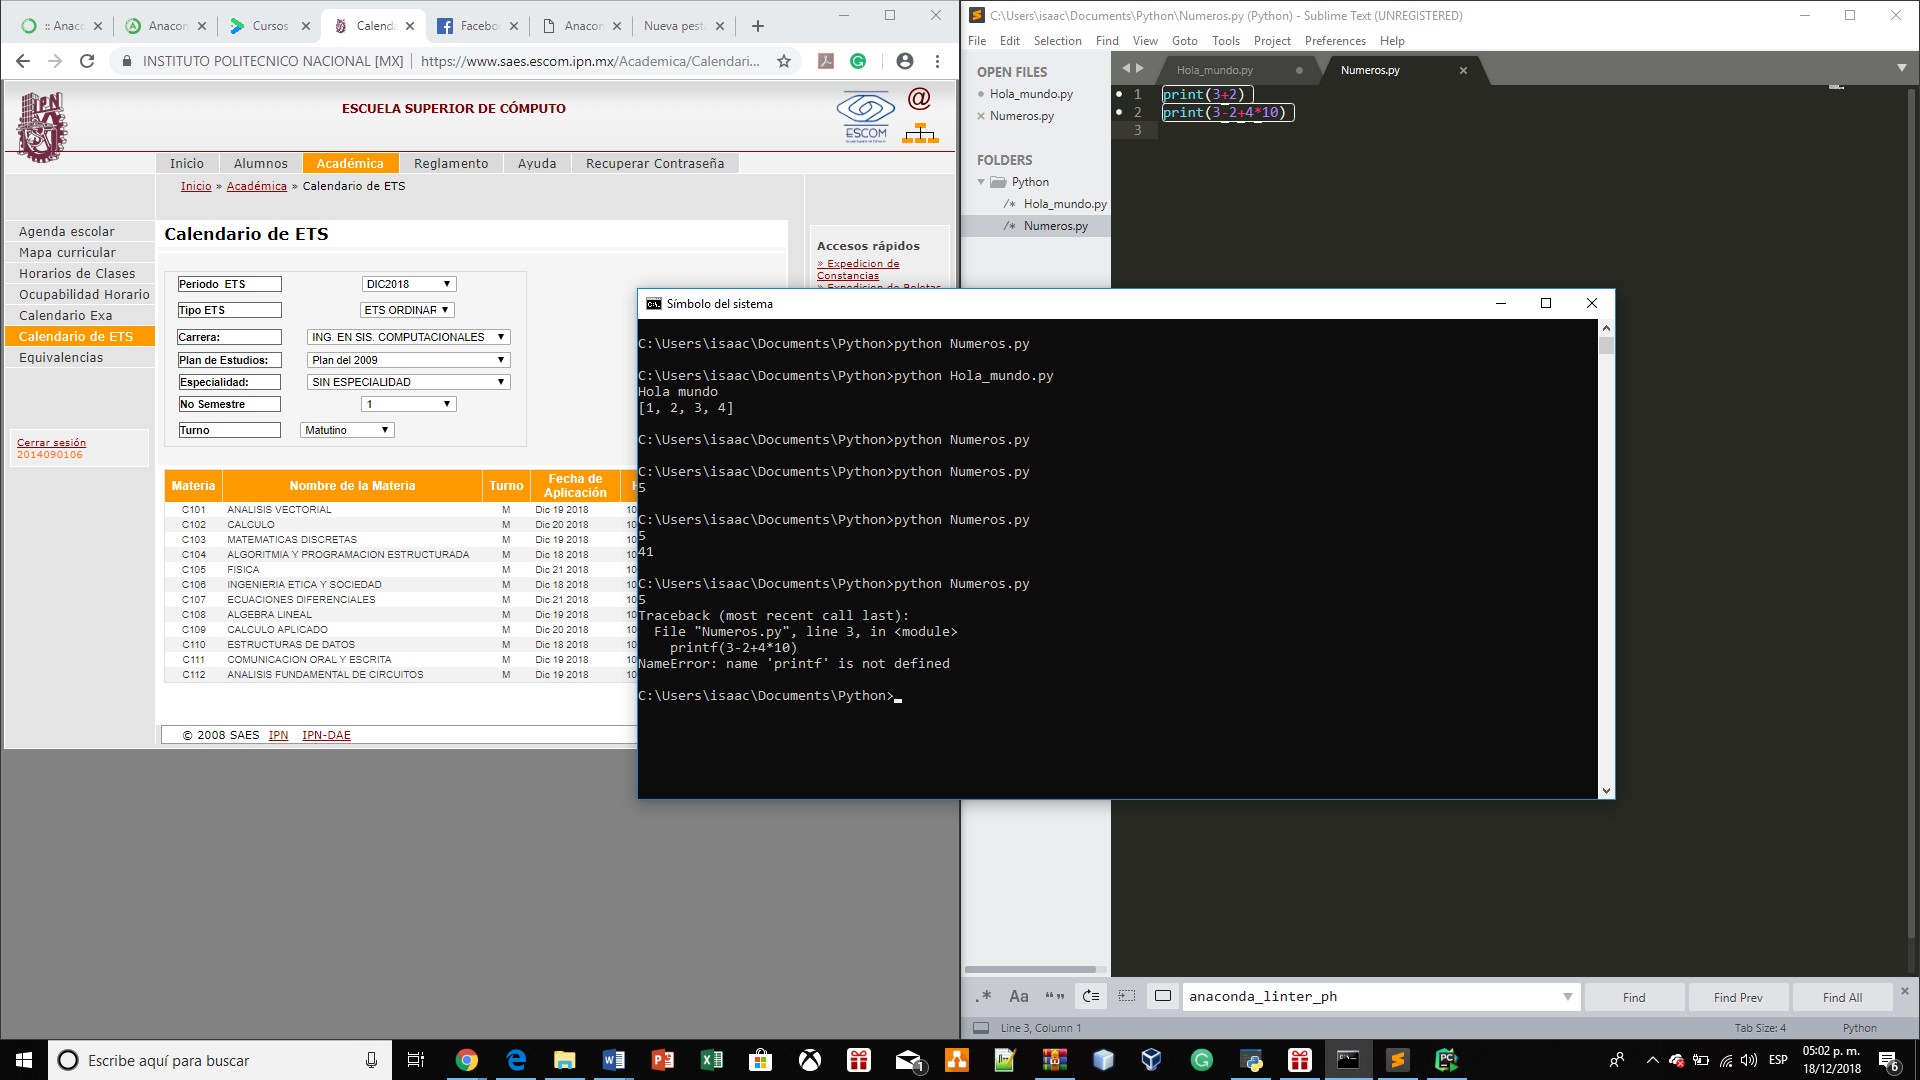 :: Anaco
Anacon
Cursos
Calenda
Facebo
Anacon
Nueva pest
INSTITUTO POLITECNICO NACIONAL [MX]
https://www.saes.escom.ipn.mx/Academica/Calendari...
IPN
ESCUELA SUPERIOR DE CÓMPUTO
ESCOM
@
Inicio
Alumnos
Académica
Reglamento
Ayuda
Recuperar Contraseña
Inicio » Académica » Calendario de ETS
Agenda escolar
Mapa curricular
Horarios de Clases
Ocupabilidad Horario
Calendario Exa
Calendario de ETS
Equivalencias
Cerrar sesión
2014090106
Calendario de ETS
Periodo ETS DIC2018
Tipo ETS ETS ORDINAR
Carrera: ING. EN SIS. COMPUTACIONALES
Plan de Estudios: Plan del 2009
Especialidad: SIN ESPECIALIDAD
No Semestre 1
Turno Matutino
Accesos rápidos
» Expedicion de
Constancias
» Expedicion de Boletas
Materia Nombre de la Materia Turno Fecha de Aplicación H
C101 ANALISIS VECTORIAL M Dic 19 2018 10
C102 CALCULO M Dic 20 2018 10
C103 MATEMATICAS DISCRETAS M Dic 19 2018 10
C104 ALGORITMIA Y PROGRAMACION ESTRUCTURADA M Dic 18 2018 10
C105 FISICA M Dic 21 2018 10
C106 INGENIERIA ETICA Y SOCIEDAD M Dic 18 2018 10
C107 ECUACIONES DIFERENCIALES M Dic 21 2018 10
C108 ALGEBRA LINEAL M Dic 19 2018 10
C109 CALCULO APLICADO M Dic 20 2018 10
C110 ESTRUCTURAS DE DATOS M Dic 18 2018 10
C111 COMUNICACION ORAL Y ESCRITA M Dic 19 2018 10
C112 ANALISIS FUNDAMENTAL DE CIRCUITOS M Dic 19 2018 10
© 2008 SAES IPN IPN-DAE
C:\Users\isaac\Documents\Python\Numeros.py (Python) - Sublime Text (UNREGISTERED)
File Edit Selection Find View Goto Tools Project Preferences Help
OPEN FILES
Hola_mundo.py
Numeros.py
FOLDERS
Python
/* Hola_mundo.py
/* Numeros.py
Hola_mundo.py
Numeros.py
1 print(3+2)
2 print(3-2+4*10)
3
Símbolo del sistema
C:\Users\isaac\Documents\Python>python Numeros.py
C:\Users\isaac\Documents\Python>python Hola_mundo.py
Hola mundo
[1, 2, 3, 4]
C:\Users\isaac\Documents\Python>python Numeros.py
C:\Users\isaac\Documents\Python>python Numeros.py
5
C:\Users\isaac\Documents\Python>python Numeros.py
5
41
C:\Users\isaac\Documents\Python>python Numeros.py
5
Traceback (most recent call last):
File "Numeros.py", line 3, in <module>
printf(3-2+4*10)
NameError: name 'printf' is not defined
C:\Users\isaac\Documents\Python>
.* Aa “” anaconda_linter_ph Find Find Prev Find All
Line 3, Column 1
Tab Size: 4
Python
Escribe aquí para buscar
ESP
05:02 p. m.
18/12/2018
6